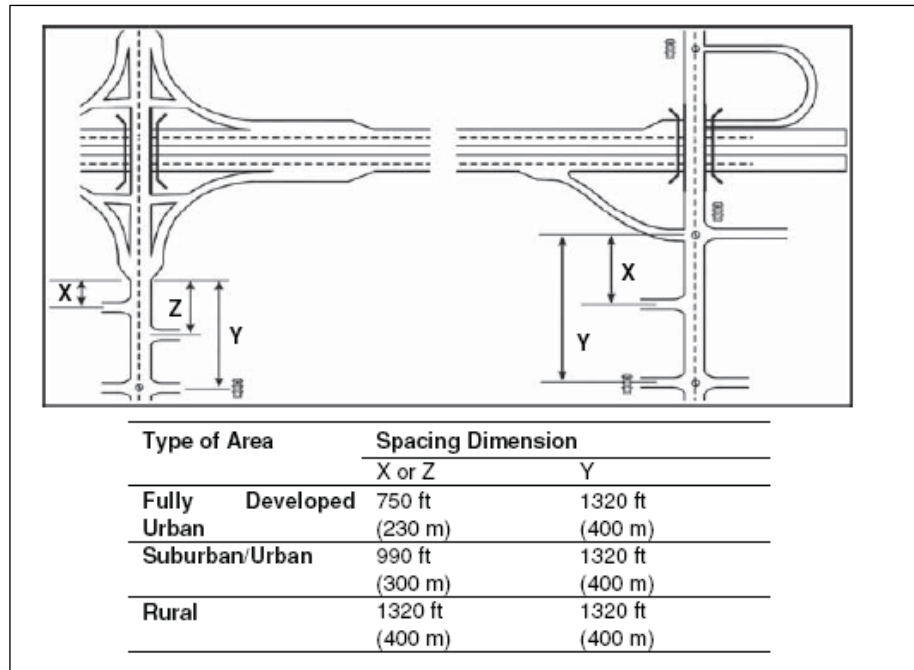 X
Z
Y
X
Y
Type of Area Spacing Dimension
X or Z Y
Fully Developed 750 ft 1320 ft
Urban (230 m) (400 m)
Suburban/Urban 990 ft 1320 ft
(300 m) (400 m)
Rural 1320 ft 1320 ft
(400 m) (400 m)